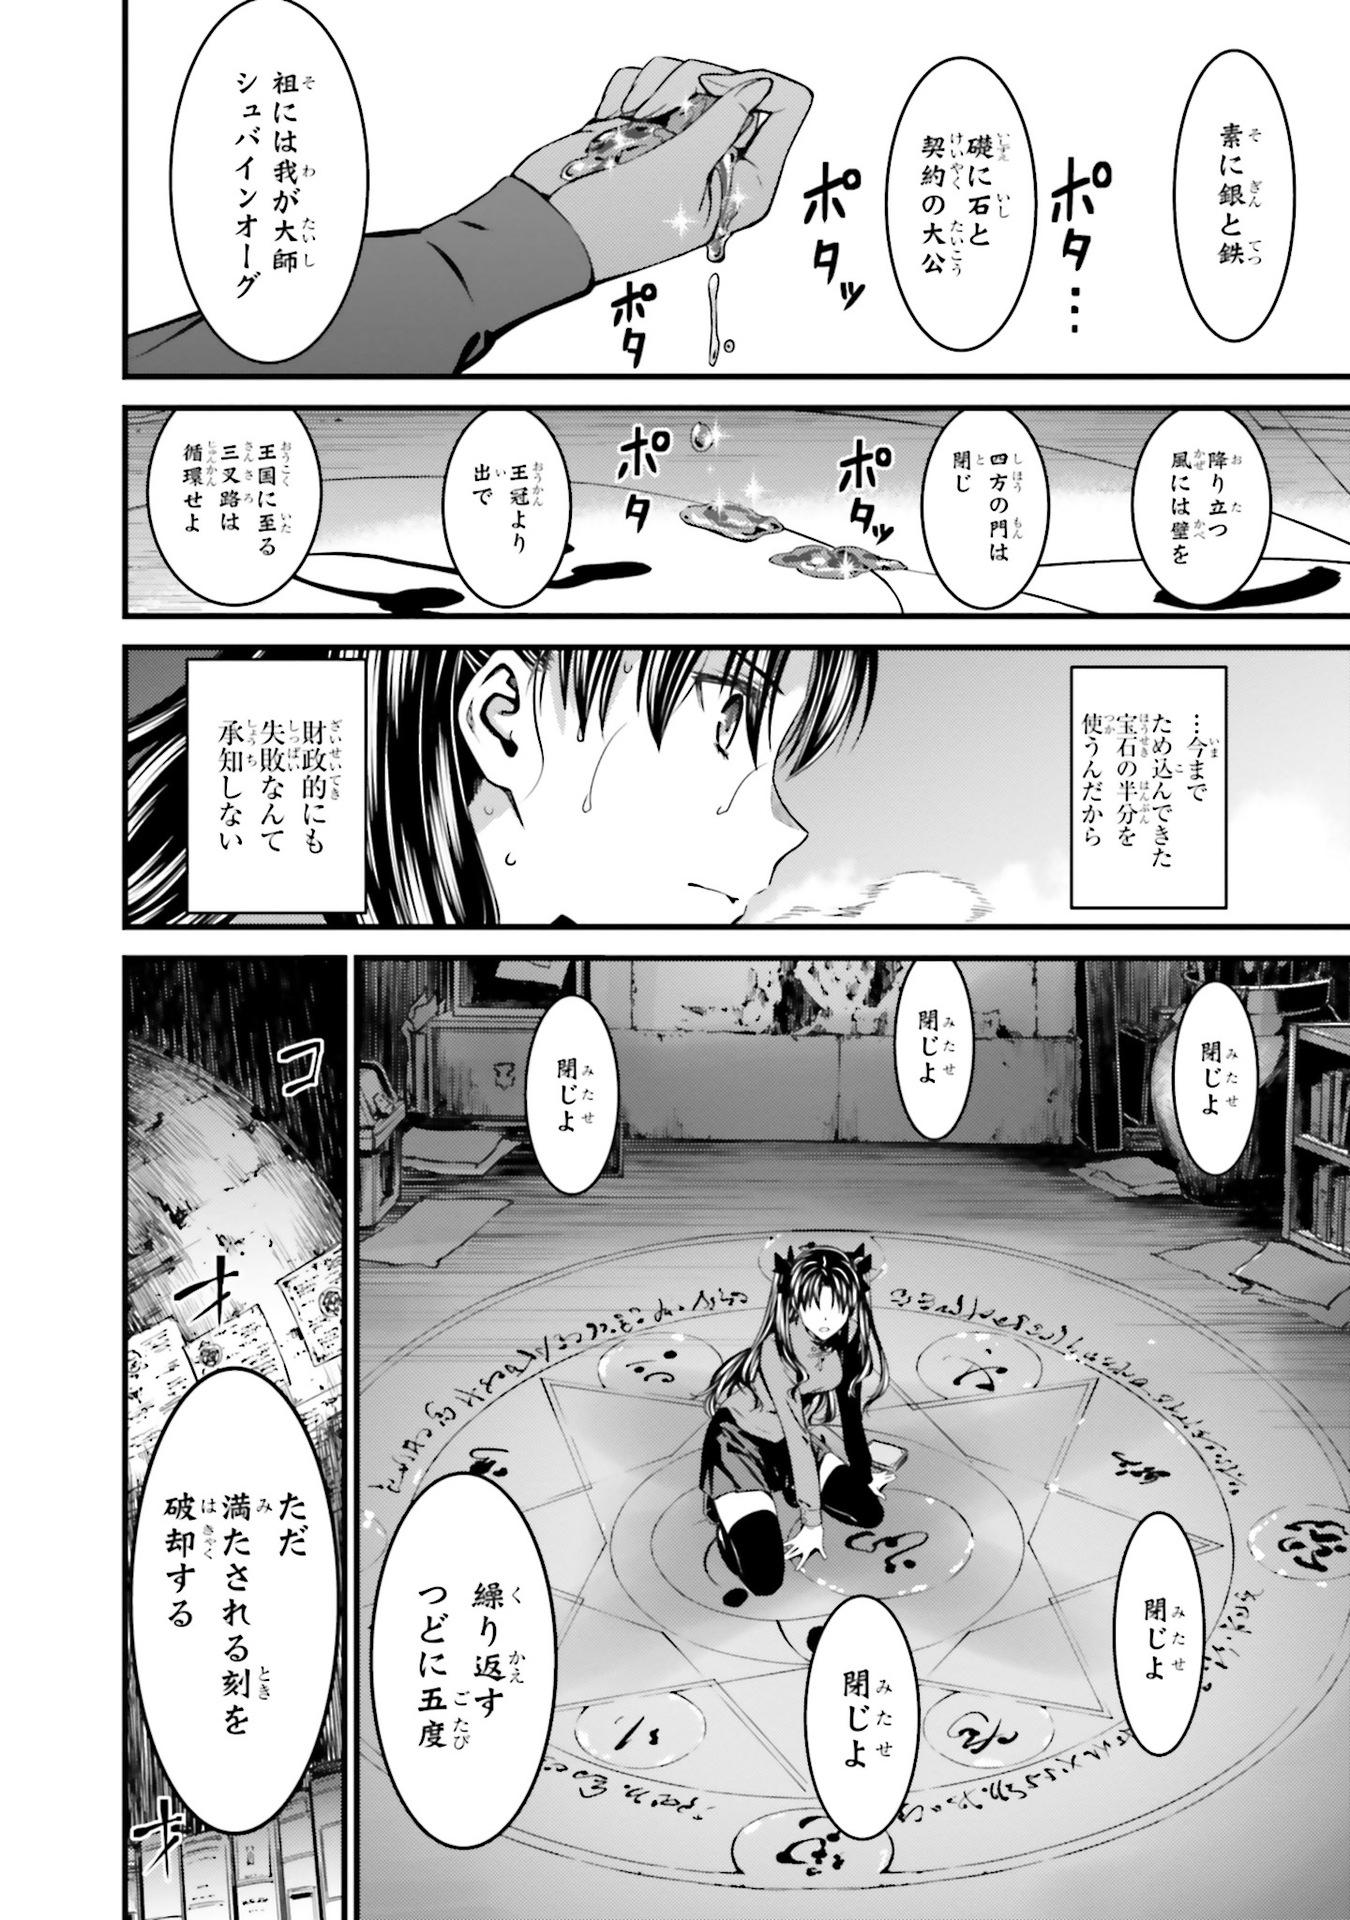 素に銀と鉄
礎に石と
契約の大公
祖には我が大師
シュバインオーグ
ポタ…
ポタッ
ポタ
降り立つ
風には壁を
四方の門は
閉じ
王冠より
出で
王国に至る
三叉路は
循環せよ
ポタッ
ポタ
…今まで
ため込んできた
宝石の半分を
使うんだから
財政的にも
失敗なんて
承知しない
閉じよ
閉じよ
閉じよ
閉じよ
閉じよ
繰り返す
つどに五度
ただ
満たされる刻を
破却する
コ
オ
オ